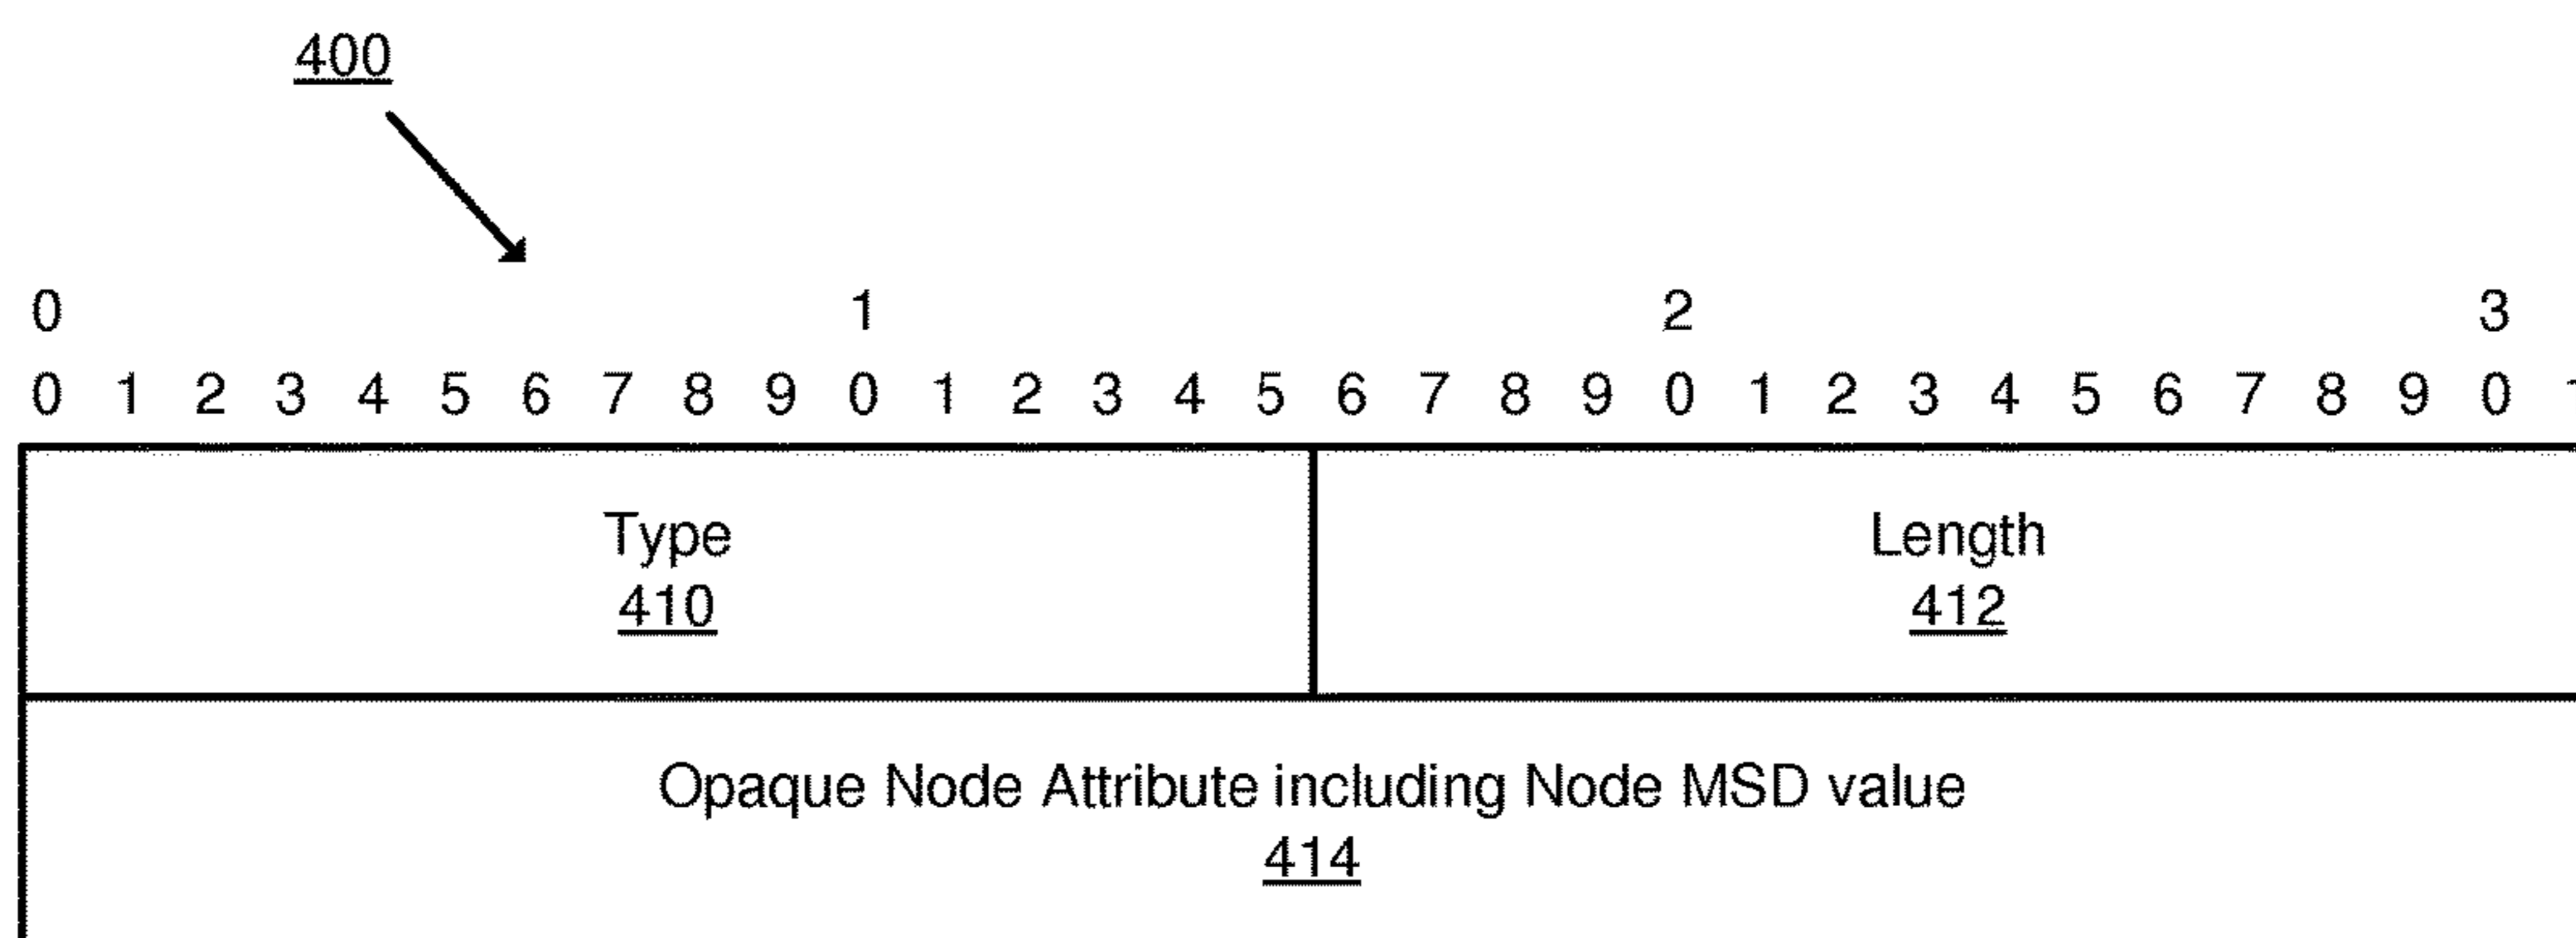 400
0 1 2 3
0 1 2 3 4 5 6 7 8 9 0 1 2 3 4 5 6 7 8 9 0 1 2 3 4 5 6 7 8 9 0
Type Length
410 412
Opaque Node Attribute including Node MSD value
414